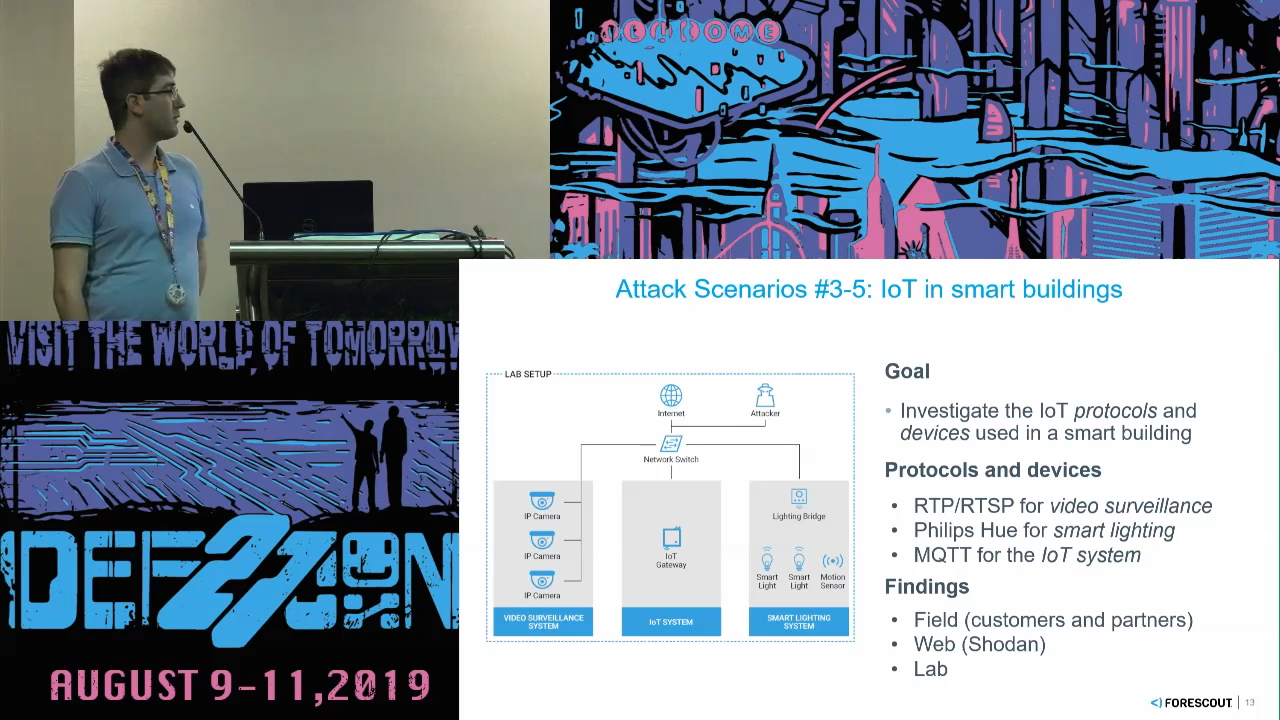 WELCOME
VISIT THE WORLD OF TOMORROW
DEFCON
27
AUGUST 9-11,2019
Attack Scenarios #3-5: IoT in smart buildings
LAB SETUP
Internet
Attacker
Network Switch
IP Camera
IP Camera
IP Camera
VIDEO SURVEILLANCE
SYSTEM
IoT
Gateway
IoT SYSTEM
Lighting Bridge
Smart
Light
Smart
Light
Motion
Sensor
SMART LIGHTING
SYSTEM
Goal
• Investigate the IoT protocols and
devices used in a smart building
Protocols and devices
• RTP/RTSP for video surveillance
• Philips Hue for smart lighting
• MQTT for the IoT system
Findings
• Field (customers and partners)
• Web (Shodan)
• Lab
<) FORESCOUT | 13